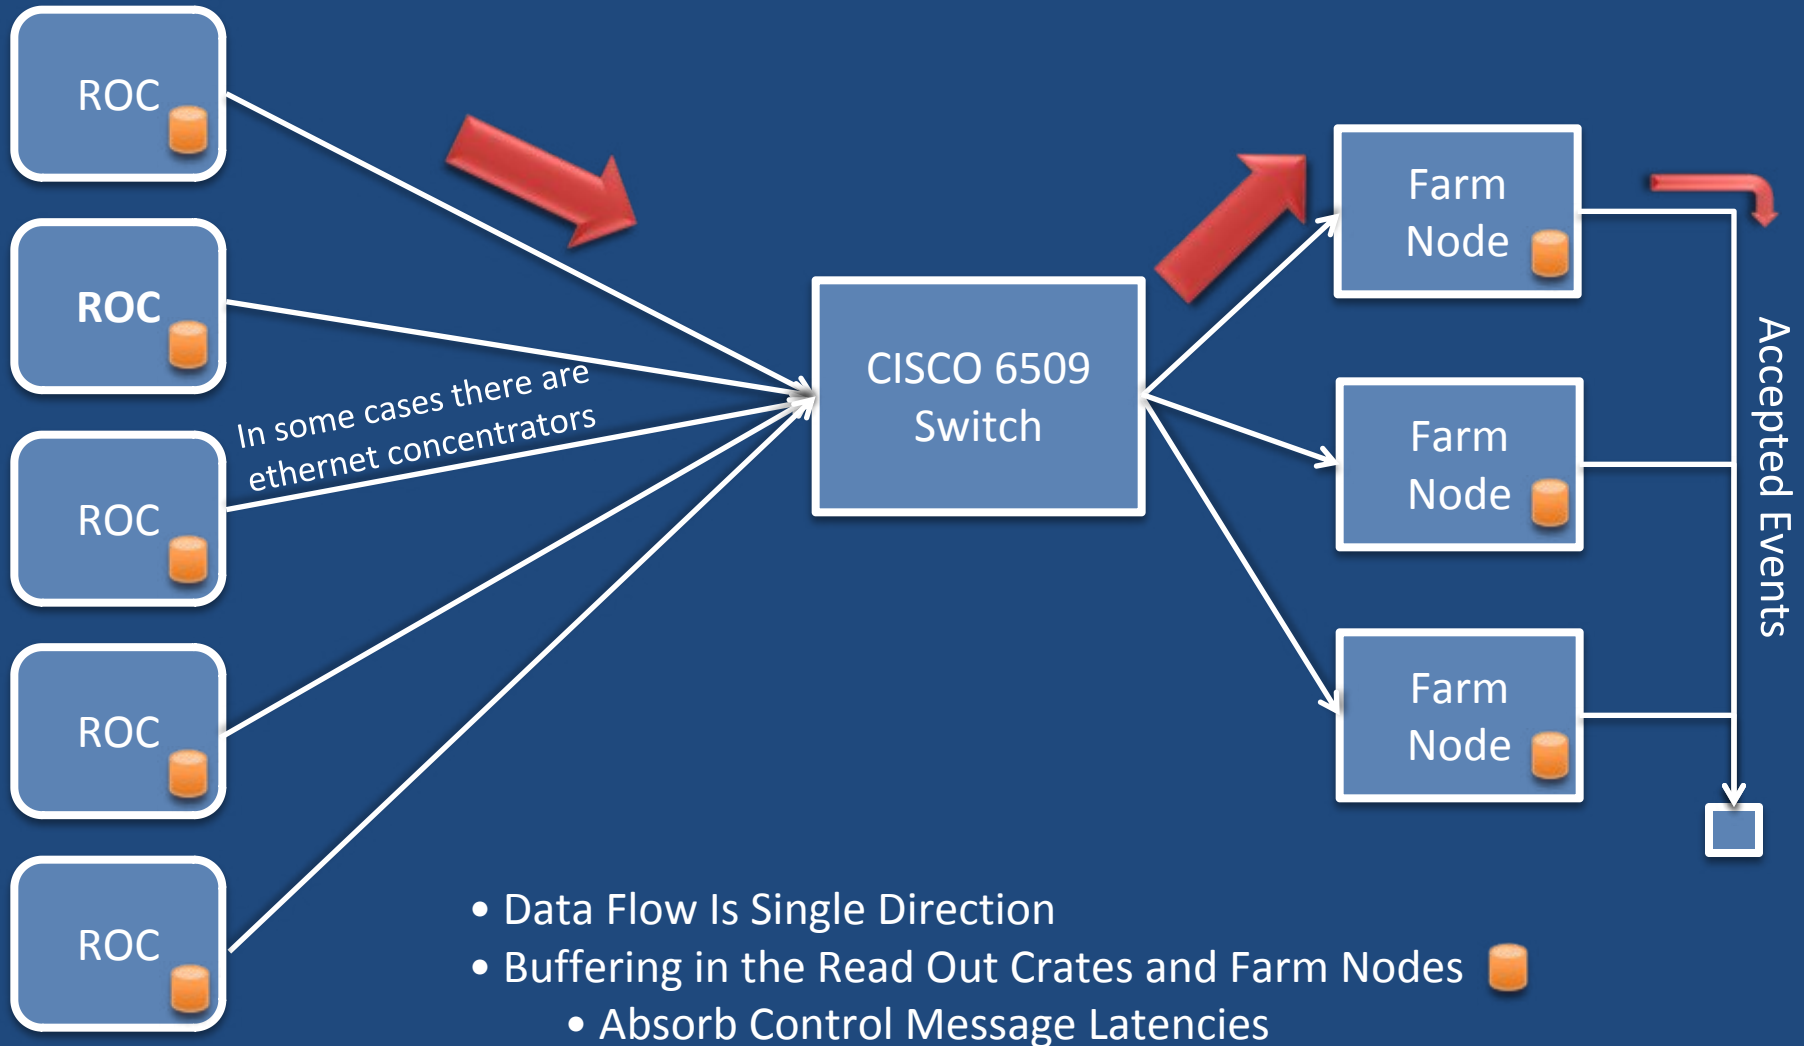 ROC
ROC
In some cases there are
ethernet concentrators
ROC
ROC
ROC
CISCO 6509
Switch
Farm
Node
Farm
Node
Farm
Node
Accepted Events
• Data Flow Is Single Direction
• Buffering in the Read Out Crates and Farm Nodes
• Absorb Control Message Latencies